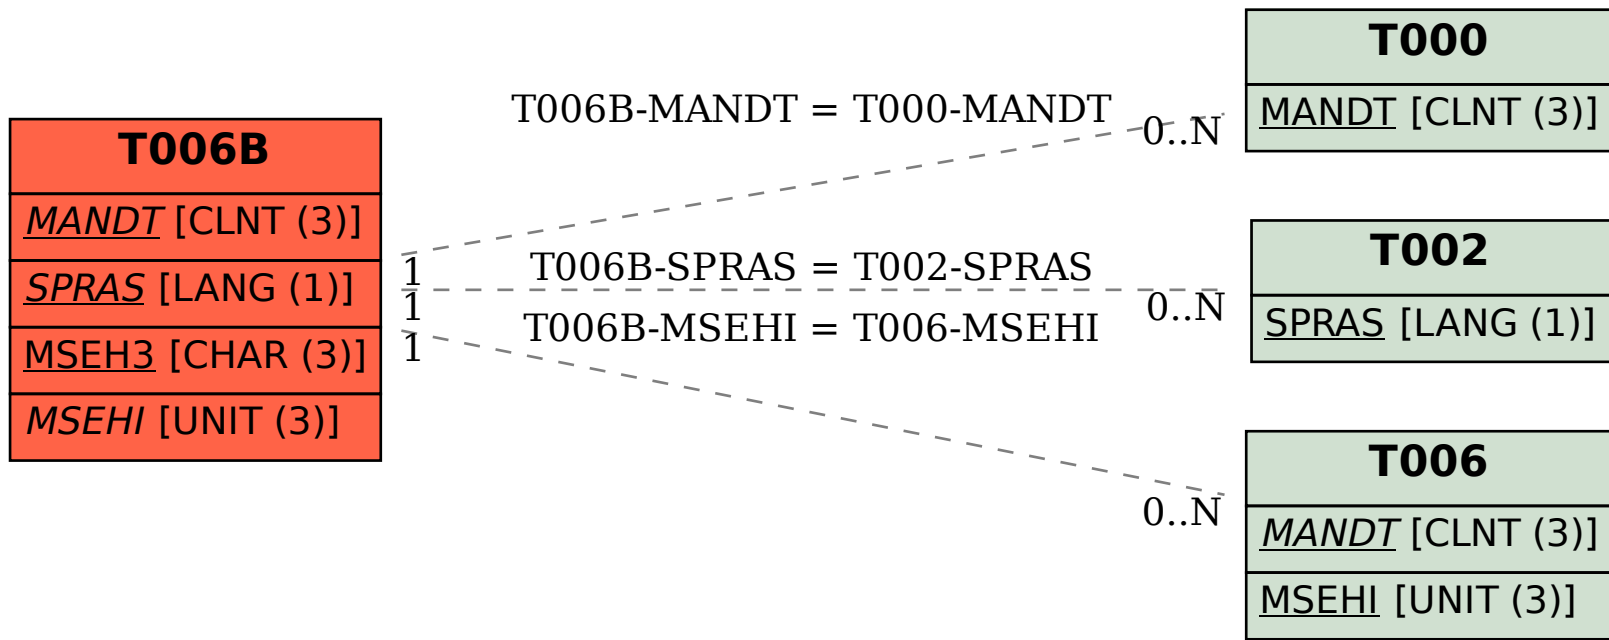 T006B
MANDT [CLNT (3)]
SPRAS [LANG (1)]
MSEH3 [CHAR (3)]
MSEHI [UNIT (3)]
T006B-MANDT = T000-MANDT
0..N
1
T006B-SPRAS = T002-SPRAS
0..N
1
T006B-MSEHI = T006-MSEHI
1
0..N
T000
MANDT [CLNT (3)]
T002
SPRAS [LANG (1)]
T006
MANDT [CLNT (3)]
MSEHI [UNIT (3)]